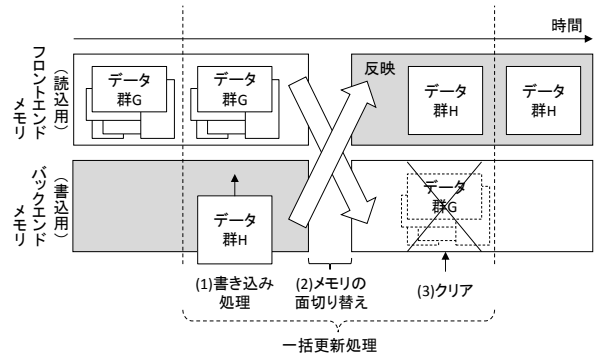 時間
フロントエンド
メモリ
（読込用）
データ
群G
データ
群G
反映
データ
群H
データ
群H
バックエンド
メモリ
（書込用）
データ
群H
データ
群G
(1)書き込み
処理
(2)メモリの
面切り替え
(3)クリア
一括更新処理